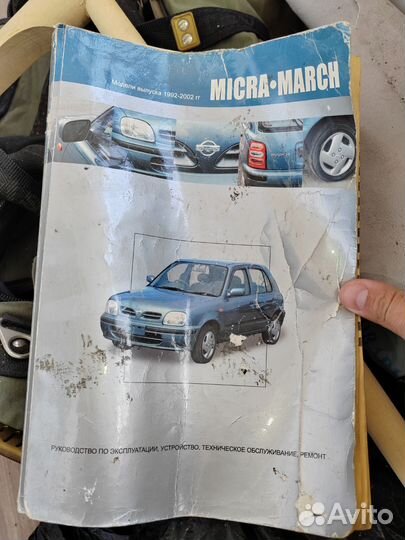 Модели выпуска 1992-2002 гг
MICRA•MARCH
РУКОВОДСТВО ПО ЭКСПЛУАТАЦИИ, УСТРОЙСТВО, ТЕХНИЧЕСКОЕ ОБСЛУЖИВАНИЕ, РЕМОНТ
Avito